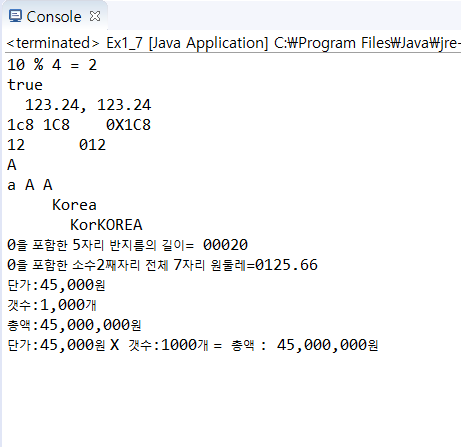 Console
<terminated> Ex1_7 [Java Application] C:₩Program Files₩Java₩jre-
10 % 4 = 2
true
  123.24, 123.24
1c8 1C8    0X1C8
12      012
A
a A A
     Korea
       KorKOREA
0을 포함한 5자리 반지름의 길이= 00020
0을 포함한 소수2째자리 전체 7자리 원둘레=0125.66
단가:45,000원
갯수:1,000개
총액:45,000,000원
단가:45,000원 X 갯수:1000개 = 총액 : 45,000,000원